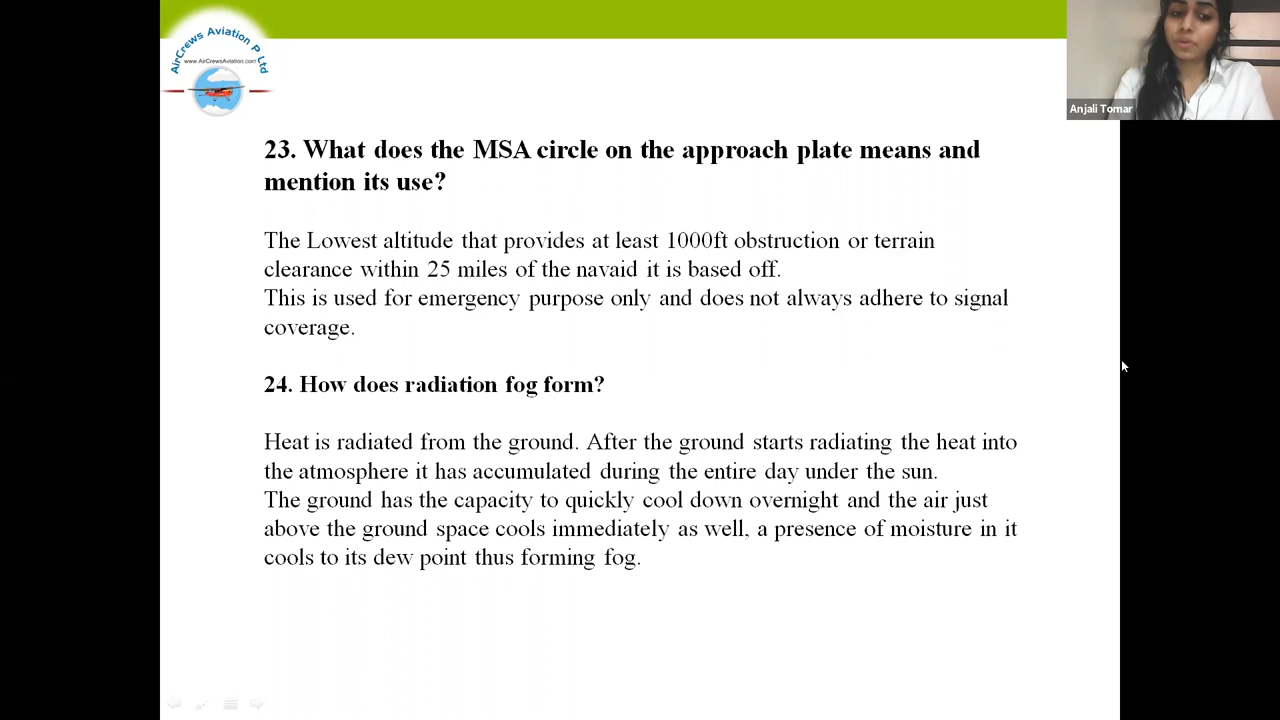 AirCrews Aviation P Ltd
www.AirCrewsAviation.com
Anjali Tomar
23. What does the MSA circle on the approach plate means and
mention its use?
The Lowest altitude that provides at least 1000ft obstruction or terrain
clearance within 25 miles of the navaid it is based off.
This is used for emergency purpose only and does not always adhere to signal
coverage.
24. How does radiation fog form?
Heat is radiated from the ground. After the ground starts radiating the heat into
the atmosphere it has accumulated during the entire day under the sun.
The ground has the capacity to quickly cool down overnight and the air just
above the ground space cools immediately as well, a presence of moisture in it
cools to its dew point thus forming fog.